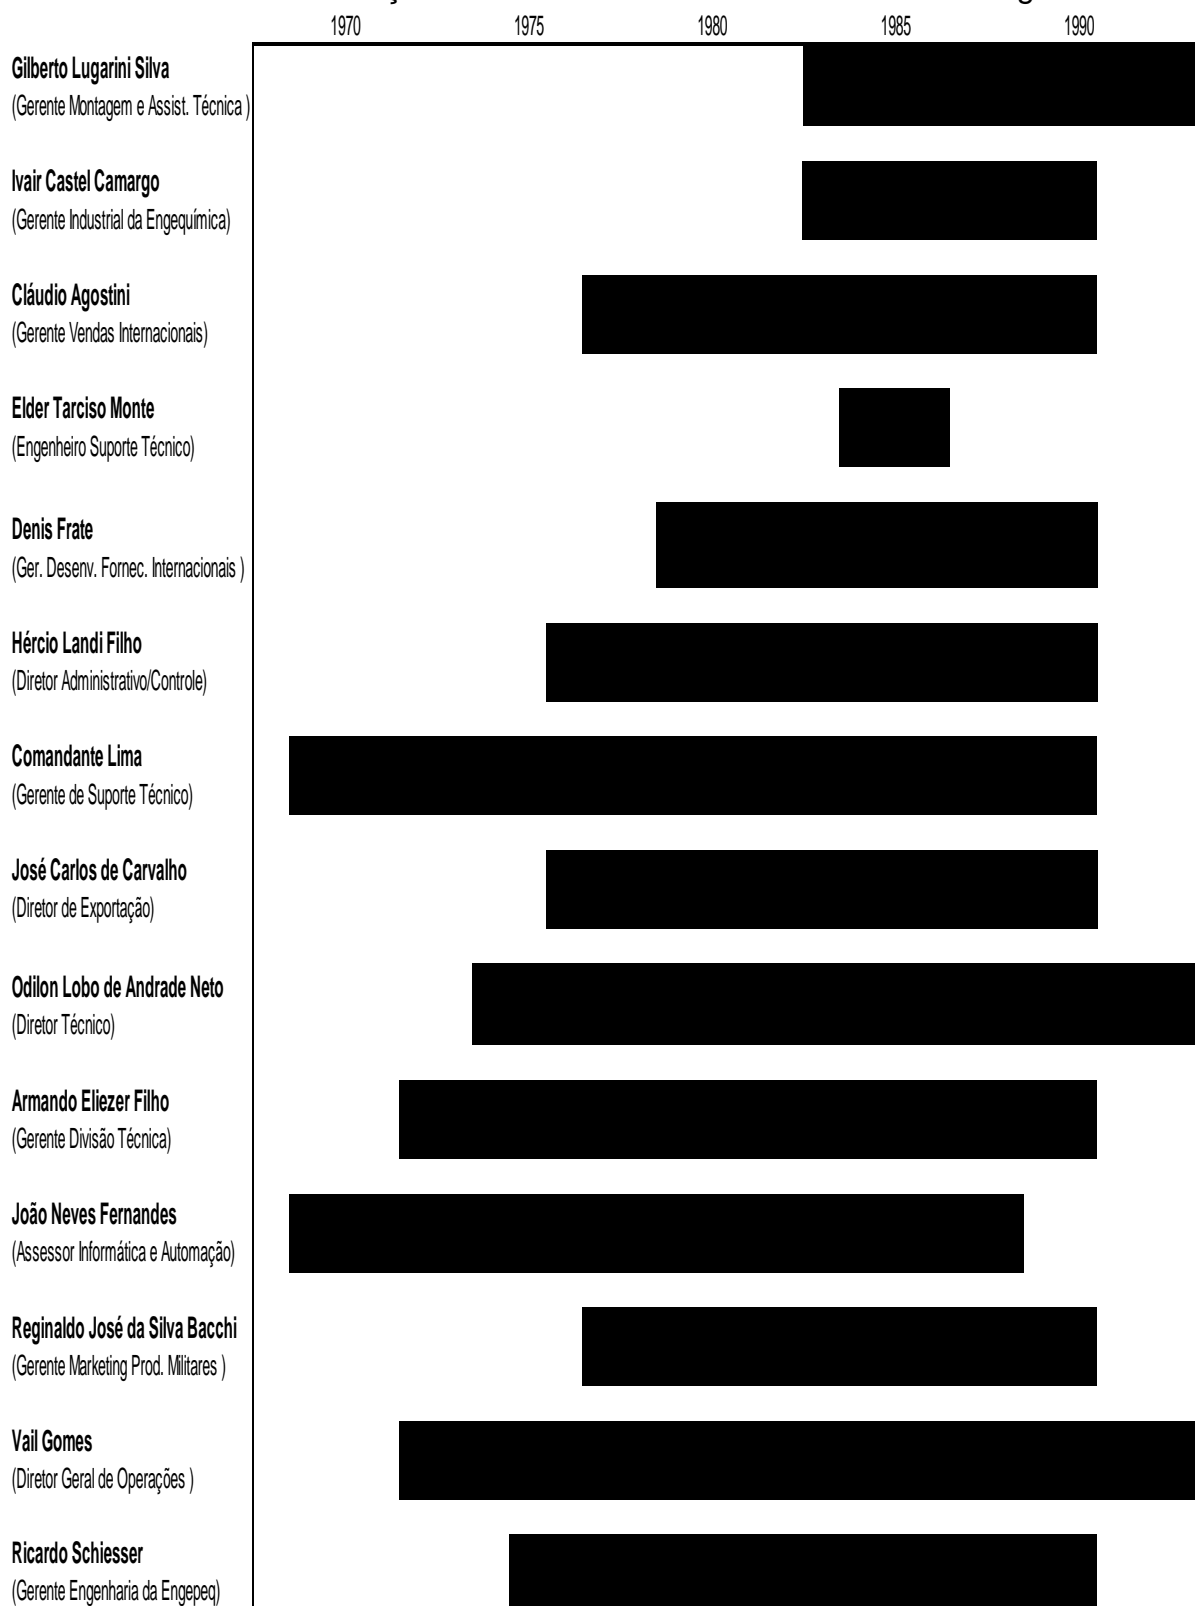 1970 1975 1980 1985 1990
Gilberto Lugarini Silva
(Gerente Montagem e Assist. Técnica )
Ivair Castel Camargo
(Gerente Industrial da Engequímica)
Cláudio Agostini
(Gerente Vendas Internacionais)
Elder Tarciso Monte
(Engenheiro Suporte Técnico)
Denis Frate
(Ger. Desenv. Fornec. Internacionais )
Hércio Landi Filho
(Diretor Administrativo/Controle)
Comandante Lima
(Gerente de Suporte Técnico)
José Carlos de Carvalho
(Diretor de Exportação)
Odilon Lobo de Andrade Neto
(Diretor Técnico)
Armando Eliezer Filho
(Gerente Divisão Técnica)
João Neves Fernandes
(Assessor Informática e Automação)
Reginaldo José da Silva Bacchi
(Gerente Marketing Prod. Militares )
Vail Gomes
(Diretor Geral de Operações )
Ricardo Schiesser
(Gerente Engenharia da Engepeq)